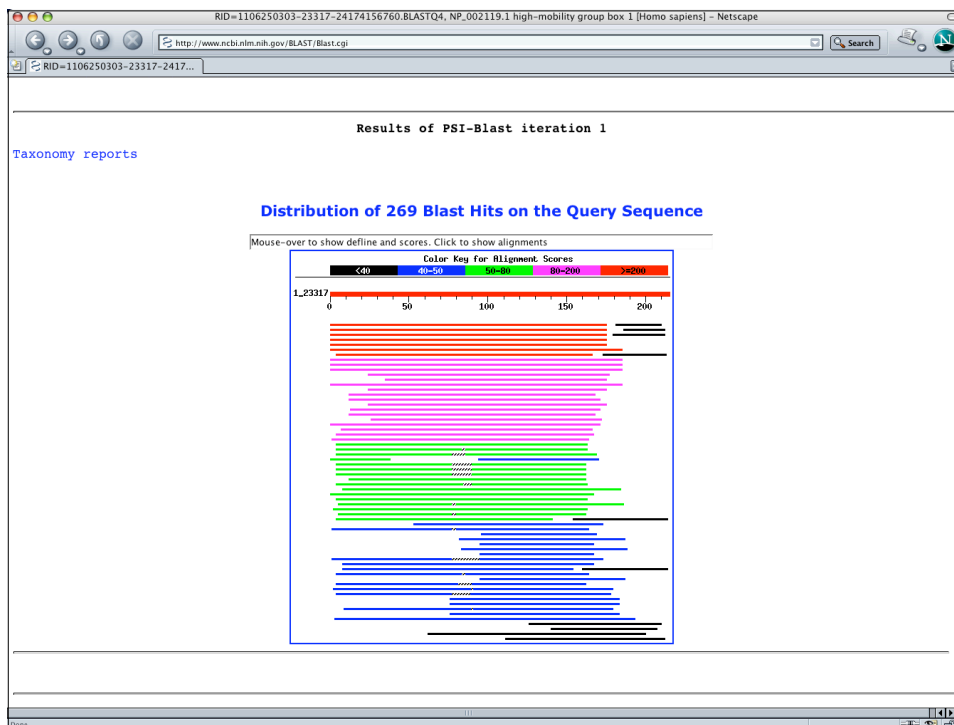 RID=1106250303-23317-24174156760.BLASTQ4, NP_002119.1 high-mobility group box 1 [Homo sapiens] – Netscape
http://www.ncbi.nlm.nih.gov/BLAST/Blast.cgi
Search
N
RID=1106250303-23317-2417...
Results of PSI-Blast iteration 1
Taxonomy reports
Distribution of 269 Blast Hits on the Query Sequence
Mouse-over to show defline and scores. Click to show alignments
Color Key for Alignment Scores
<40 40-50 50-80 80-200 >=200
1_23317
0 50 100 150 200